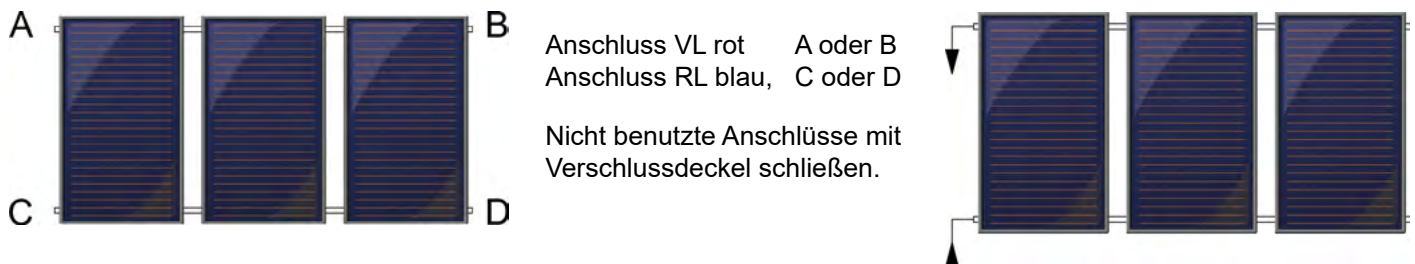 A
B
C
D
Anschluss VL rot A oder B
Anschluss RL blau, C oder D
Nicht benutzte Anschlüsse mit
Verschlussdeckel schließen.